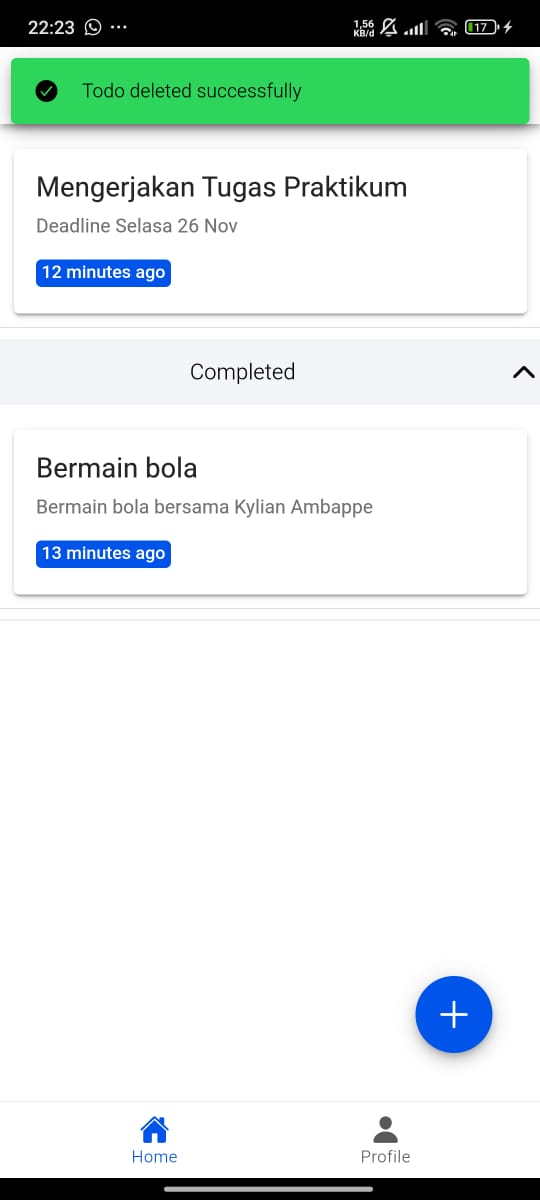 22:23
1,56
KB/d
17
Todo deleted successfully
Mengerjakan Tugas Praktikum
Deadline Selasa 26 Nov
12 minutes ago
Completed
Bermain bola
Bermain bola bersama Kylian Ambappe
13 minutes ago
Home
Profile